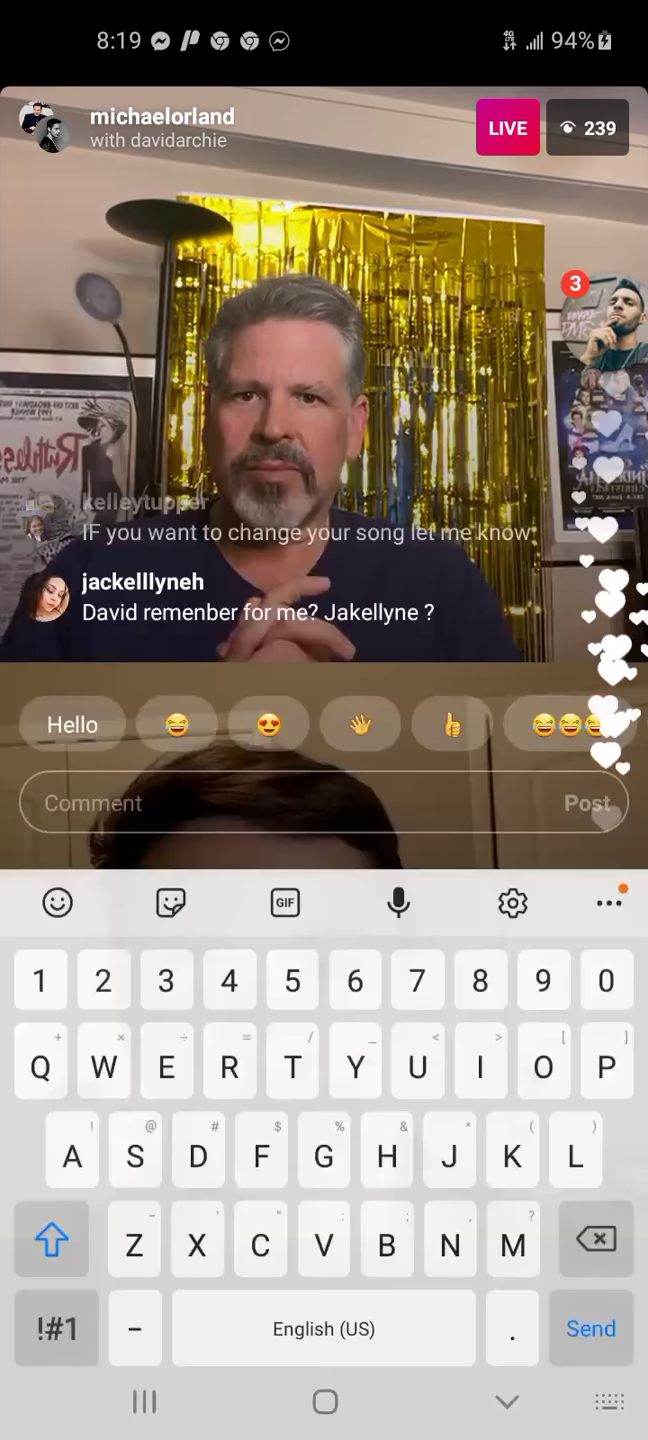 8:19
94%
michaelorland
with davidarchie
LIVE
239
3
Ruthless
kelleytupper
IF you want to change your song let me know
jackelllyneh
David remenber for me? Jakellyne ?
Hello
Comment
Post
GIF
1 2 3 4 5 6 7 8 9 0
+ × ÷ = / _ < > [ ]
Q W E R T Y U I O P
! @ # $ % & * ( )
A S D F G H J K L
- ' " : ; , ?
Z X C V B N M
!#1
English (US)
.
Send